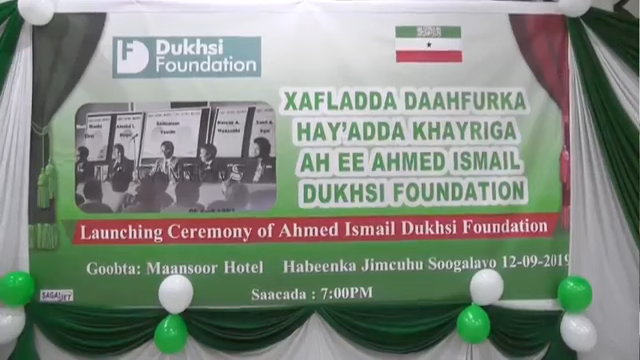 Dukhsi
Foundation
XAFLADDA DAAHFURKA
HAY'ADDA KHAYRIGA
AH EE AHMED ISMAIL
DUKHSI FOUNDATION
Launching Ceremony of Ahmed Ismail Dukhsi Foundation
Goobta: Maansoor Hotel Habeenka Jimcuhu Soogalayo 12-09-2019
Saacada : 7:00PM